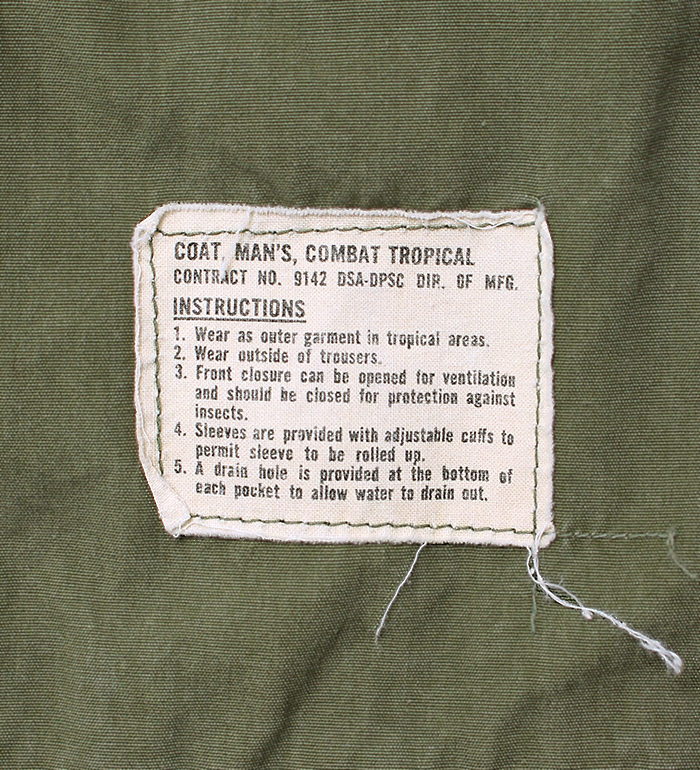 COAT, MAN'S, COMBAT TROPICAL
CONTRACT NO. 9142 DSA-DPSC DIR. OF MFG.
INSTRUCTIONS
1. Wear as outer garment in tropical areas.
2. Wear outside of trousers.
3. Front closure can be opened for ventilation
and should be closed for protection against
insects.
4. Sleeves are provided with adjustable cuffs to
permit sleeve to be rolled up.
5. A drain hole is provided at the bottom of
each pocket to allow water to drain out.